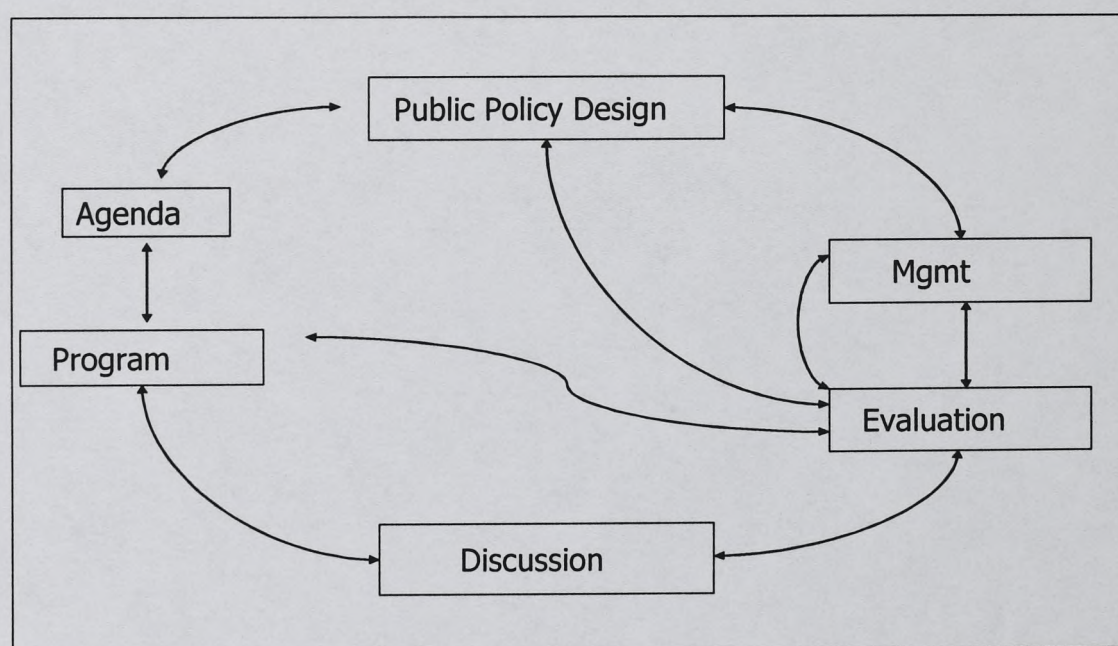 Public Policy Design
Agenda
Mgmt
Program
Evaluation
Discussion